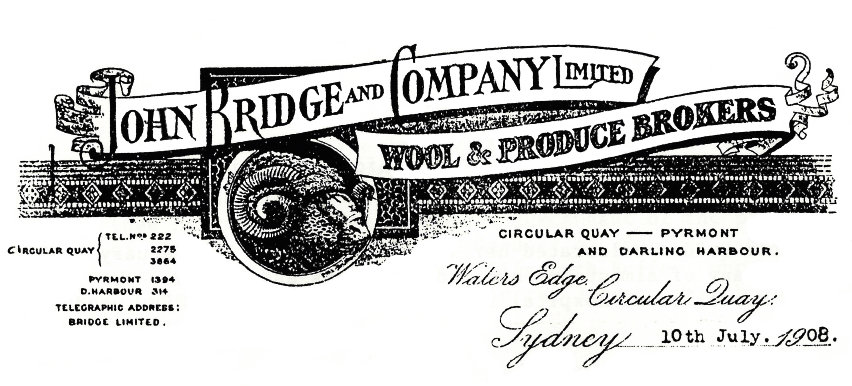 JOHN BRIDGE AND COMPANY LIMITED
WOOL & PRODUCE BROKERS
TEL. NOS 222
CIRCULAR QUAY 2275
3864
PYRMONT 1394
D. HARBOUR 314
TELEGRAPHIC ADDRESS:
BRIDGE LIMITED.
CIRCULAR QUAY — PYRMONT
AND DARLING HARBOUR.
Waters Edge.
Circular Quay:
Sydney 10th July. 1908.